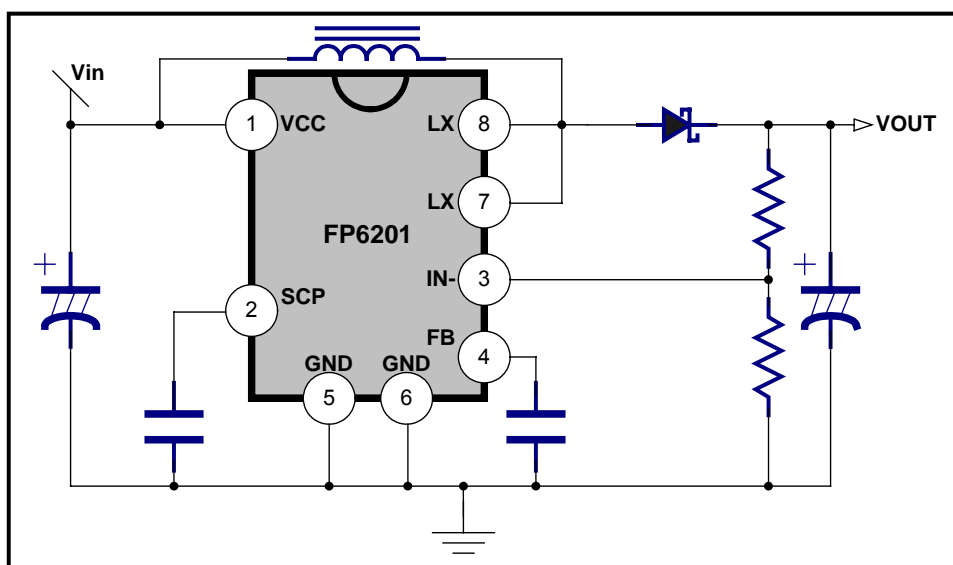 Vin
1 VCC
LX 8
VOUT
LX 7
FP6201
IN- 3
2 SCP
FB 4
GND GND
5 6
+ +